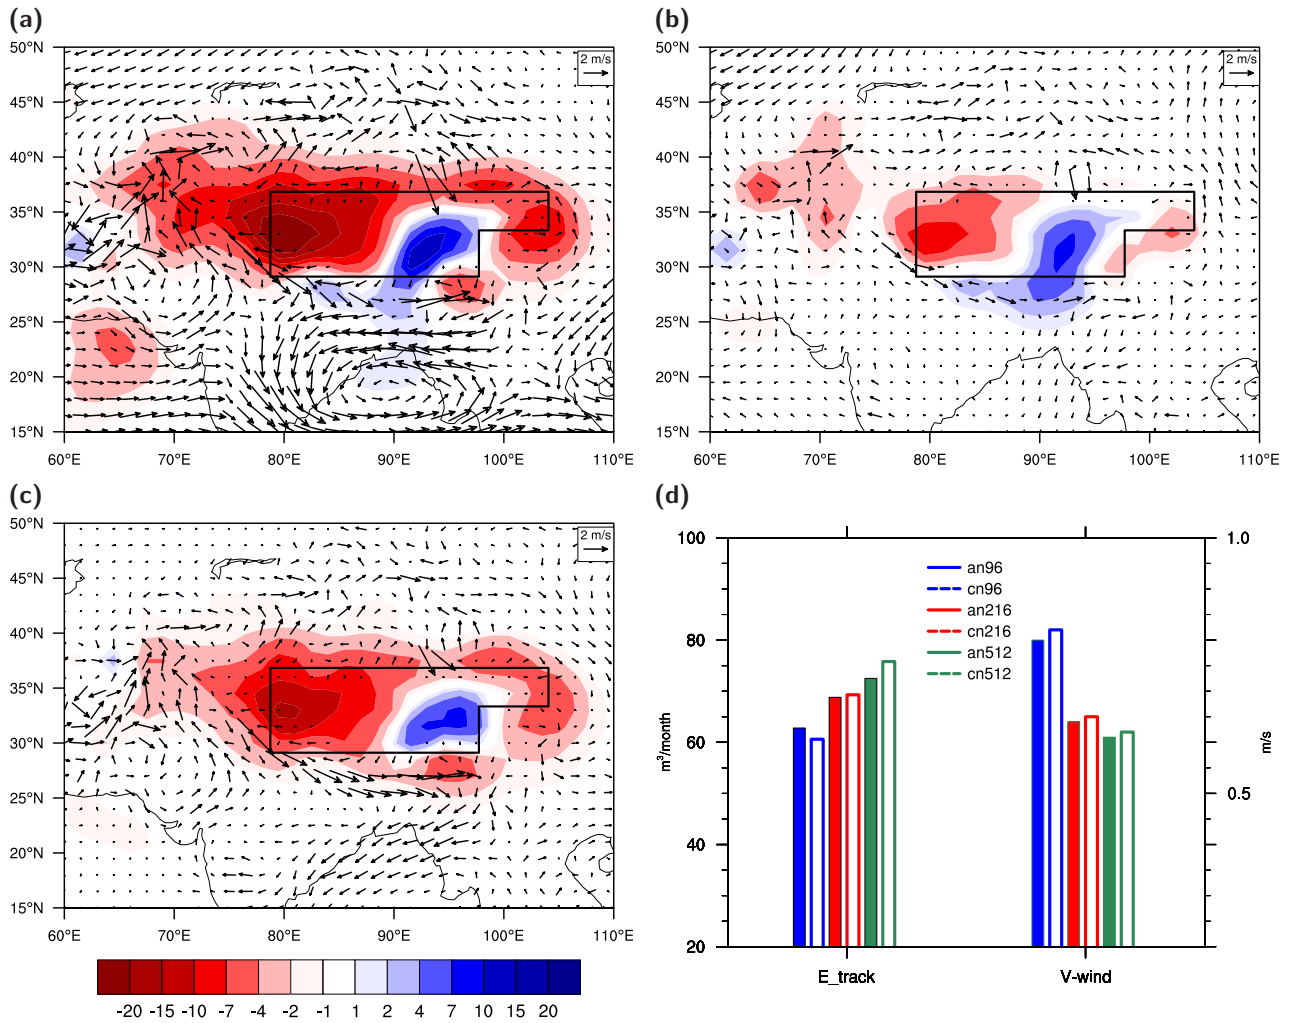 (a)
(b)
50°N
45°N
40°N
35°N
30°N
25°N
20°N
15°N
2 m/s
60°E 70°E 80°E 90°E 100°E 110°E
50°N
45°N
40°N
35°N
30°N
25°N
20°N
15°N
2 m/s
60°E 70°E 80°E 90°E 100°E 110°E
(c)
(d)
50°N
45°N
40°N
35°N
30°N
25°N
20°N
15°N
2 m/s
60°E 70°E 80°E 90°E 100°E 110°E
-20 -15 -10 -7 -4 -2 -1 1 2 4 7 10 15 20
100
80
60
40
20
m³/month
an96
cn96
an216
cn216
an512
cn512
1.0
0.5
m/s
E_track V-wind